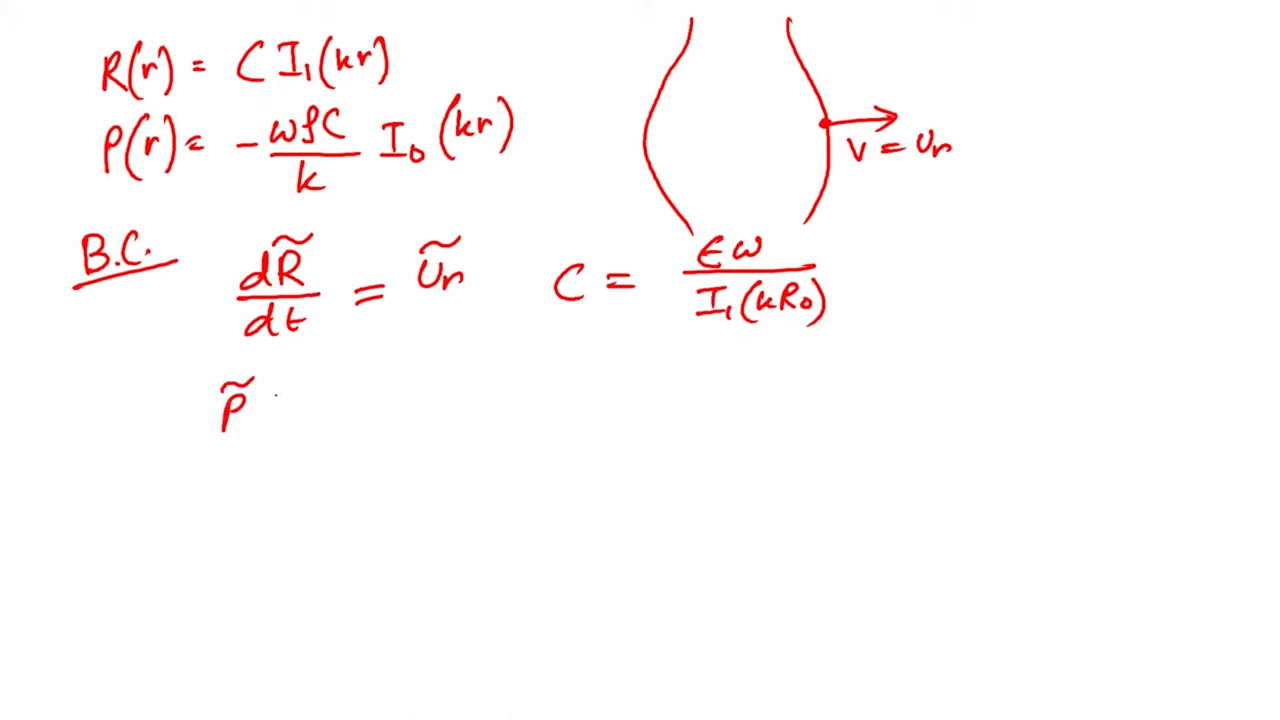 R(r) = C I₁(kr)
P(r) = - ωρC / k I₀(kr)
V = Uᵣ
B.C. dR̃/dt = Ũᵣ C = ϵω / I₁(kR₀)
P̃